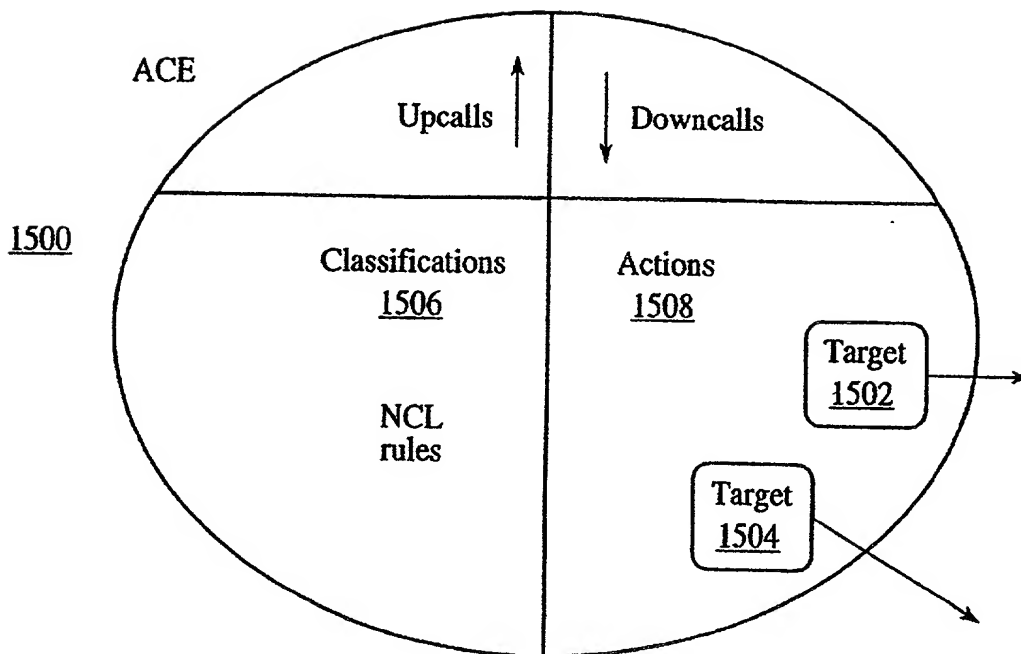 ACE
Upcalls
Downcalls
1500
Classifications
1506
Actions
1508
Target
1502
NCL
rules
Target
1504